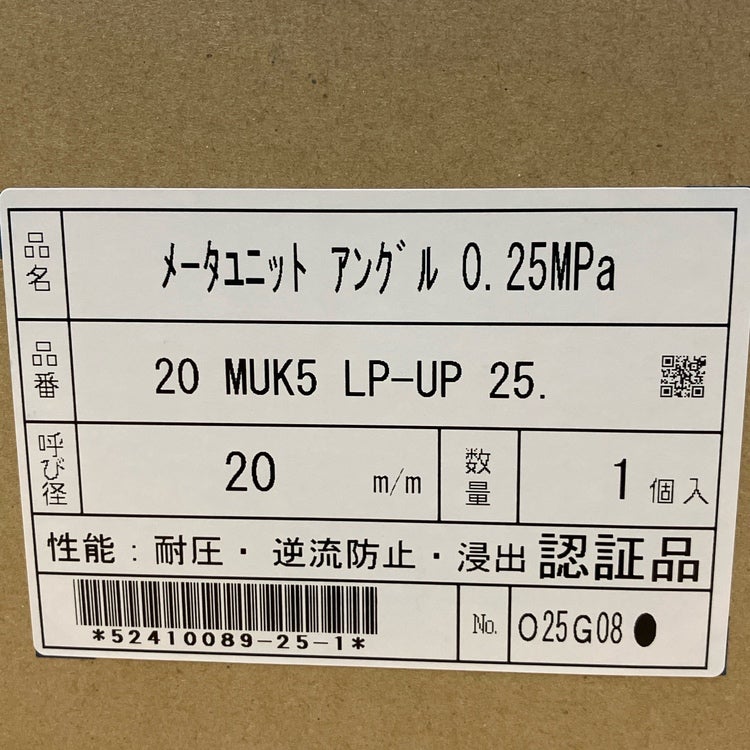 品名 メータユニット アングル 0.25MPa
品番 20 MUK5 LP-UP 25.
呼び径 20 m/m 数量 1個入
性能:耐圧・逆流防止・浸出 認証品
*52410089-25-1* No. O25G08●